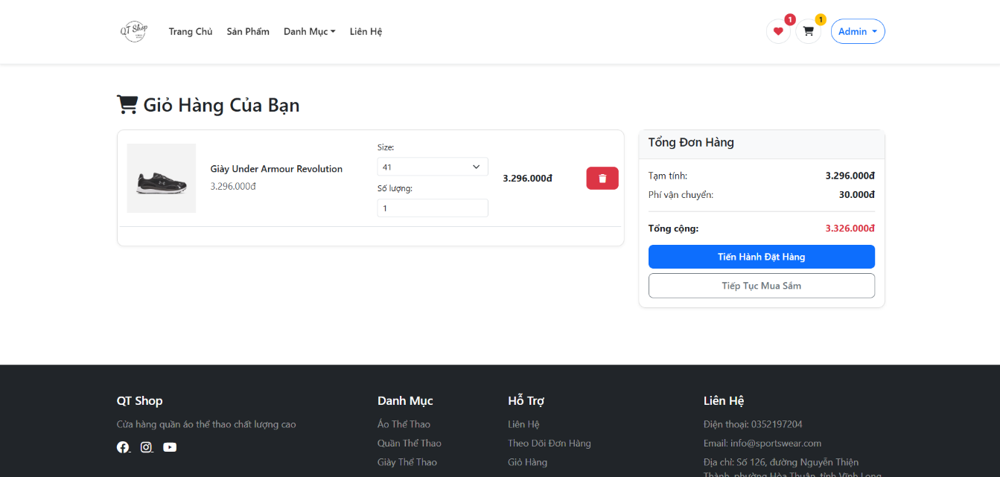 QT Shop
Trang Chủ
Sản Phẩm
Danh Mục
Liên Hệ
1
1
Admin
Giỏ Hàng Của Bạn
Giày Under Armour Revolution
3.296.000đ
Size:
41
Số lượng:
1
3.296.000đ
Tổng Đơn Hàng
Tạm tính: 3.296.000đ
Phí vận chuyển: 30.000đ
Tổng cộng: 3.326.000đ
Tiến Hành Đặt Hàng
Tiếp Tục Mua Sắm
QT Shop
Cửa hàng quần áo thể thao chất lượng cao
Danh Mục
Áo Thể Thao
Quần Thể Thao
Giày Thể Thao
Hỗ Trợ
Liên Hệ
Theo Dõi Đơn Hàng
Giỏ Hàng
Liên Hệ
Điện thoại: 0352197204
Email: info@sportswear.com
Địa chỉ: Số 126, đường Nguyễn Thiện
Thành, phường Hòa Thuận, tỉnh Vĩnh Long